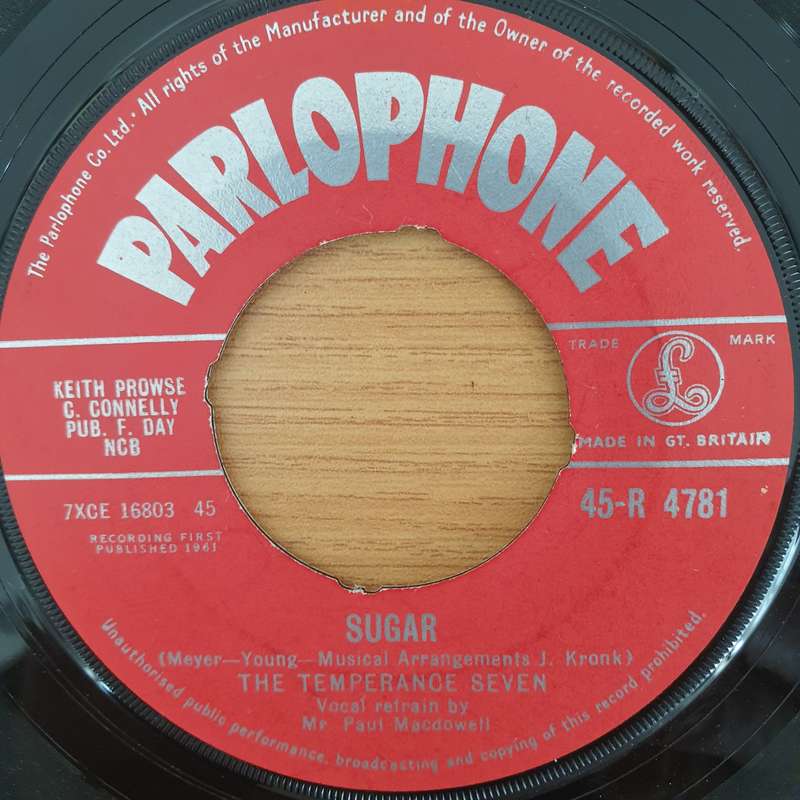 The Parlophone Co. Ltd. · All rights of the Manufacturer and of the Owner of the recorded work reserved.
PARLOPHONE
TRADE MARK
£
KEITH PROWSE
C. CONNELLY
PUB. F. DAY
NCB
MADE IN GT. BRITAIN
7XCE 16803 45
45-R 4781
RECORDING FIRST
PUBLISHED 1961
SUGAR
(Meyer—Young—Musical Arrangements J. Kronk)
THE TEMPERANCE SEVEN
Vocal refrain by
Mr. Paul Macdowell
Unauthorised public performance, broadcasting and copying of this record prohibited.